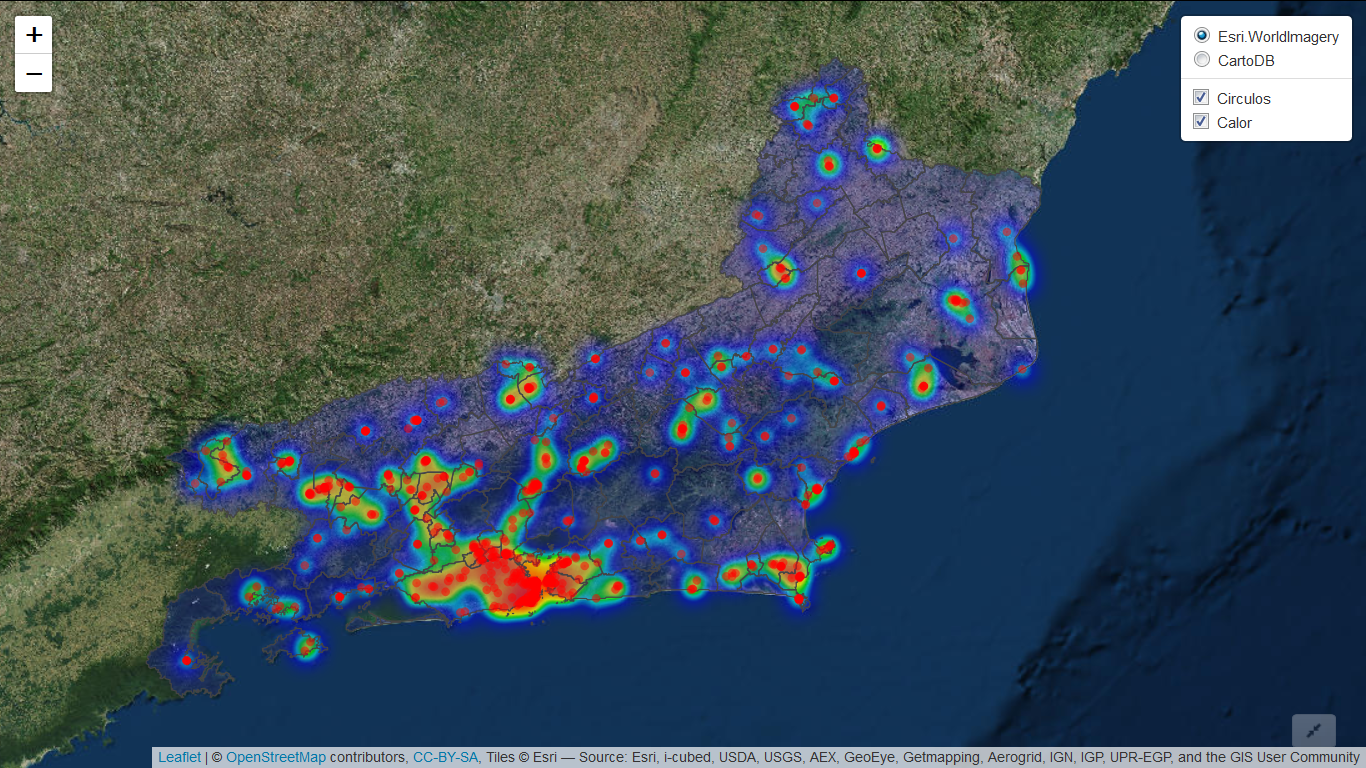 +
−
Esri.WorldImagery
CartoDB
Circulos
Calor
Leaflet | © OpenStreetMap contributors, CC-BY-SA, Tiles © Esri — Source: Esri, i-cubed, USDA, USGS, AEX, GeoEye, Getmapping, Aerogrid, IGN, IGP, UPR-EGP, and the GIS User Community